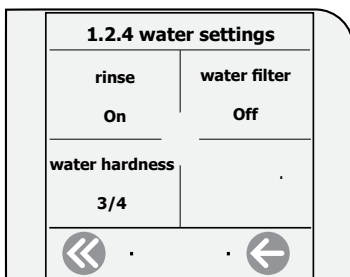 1.2.4 water settings
rinse
On
water filter
Off
water hardness
3/4